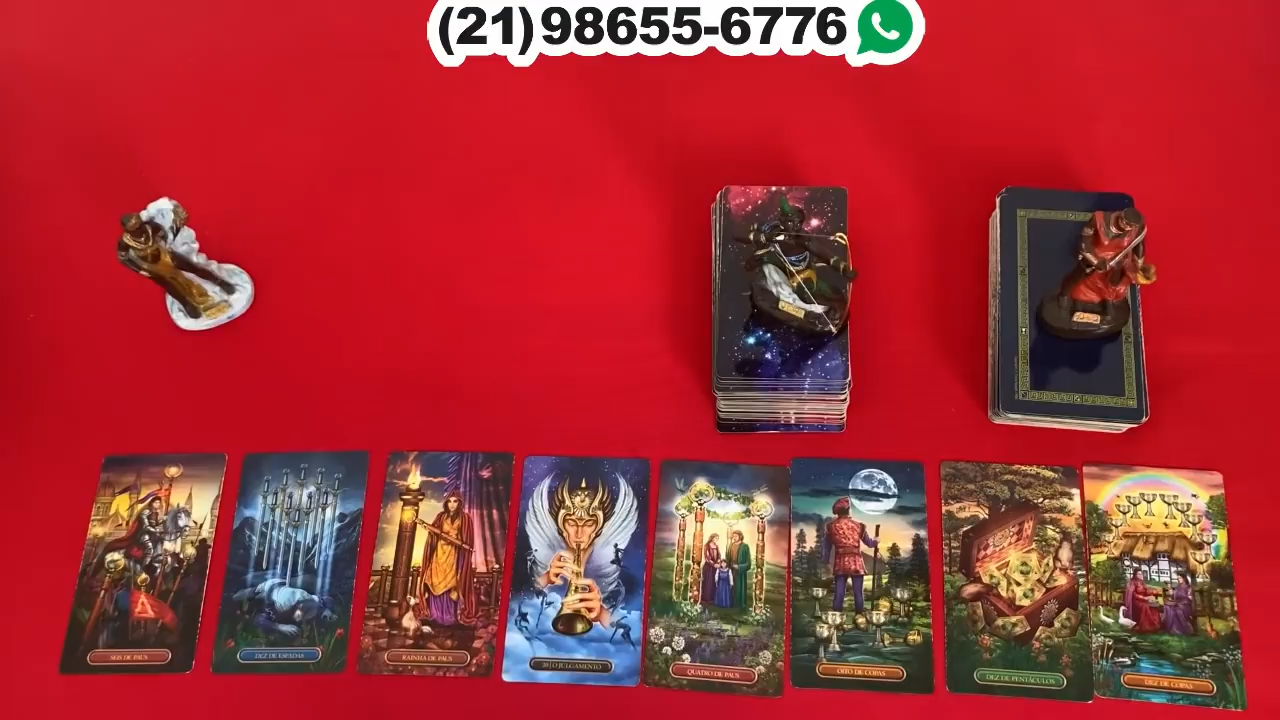 (21)98655-6776
SEIS DE PAUS
DEZ DE ESPADAS
RAINHA DE PAUS
20 | O JULGAMENTO
QUADRO DE PAUS
OITO DE COPAS
DEZ DE PENTÁCULOS
DEZ DE COPAS